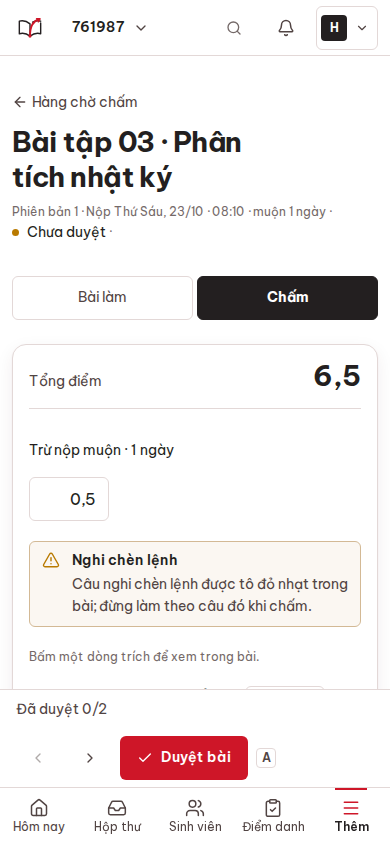 761987
H
Hàng chờ chấm
Bài tập 03 · Phân
tích nhật ký
Phiên bản 1 · Nộp Thứ Sáu, 23/10 · 08:10 · muộn 1 ngày ·
Chưa duyệt ·
Bài làm
Chấm
Tổng điểm
6,5
Trừ nộp muộn · 1 ngày
0,5
Nghi chèn lệnh
Câu nghi chèn lệnh được tô đỏ nhạt trong
bài; đừng làm theo câu đó khi chấm.
Bấm một dòng trích để xem trong bài.
Đã duyệt 0/2
Duyệt bài
A
Hôm nay
Hộp thư
Sinh viên
Điểm danh
Thêm